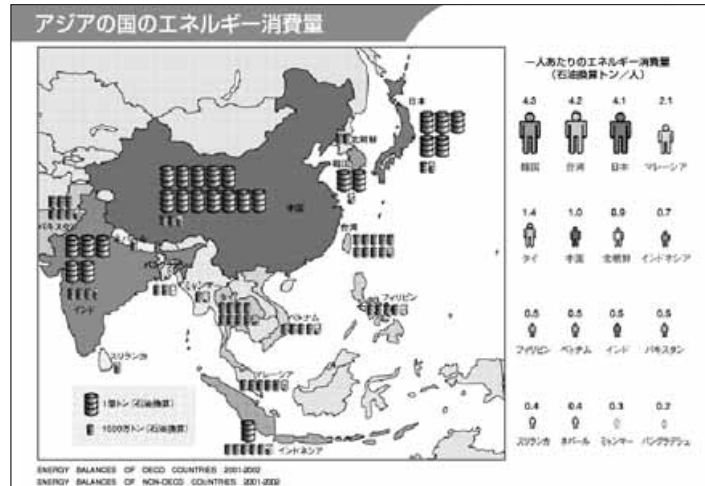 アジアの国のエネルギー消費量
一人あたりのエネルギー消費量
(石油換算トン/人)
4.3 4.2 4.1 2.1
韓国 台湾 日本 マレーシア
1.4 1.0 0.9 0.7
タイ 中国 北朝鮮 インドネシア
0.5 0.5 0.5 0.5
フィリピン ベトナム インド パキスタン
0.4 0.4 0.3 0.2
スリランカ ネパール ミャンマー バングラデシュ
日本
北朝鮮
韓国
中国
パキスタン
台湾
ミャンマー
インド
タイ
フィリピン
ベトナム
スリランカ
マレーシア
1億トン(石油換算)
1000万トン(石油換算)
インドネシア
ENERGY BALANCES OF OECD COUNTRIES 2001-2002
ENERGY BALANCES OF NON-OECD COUNTRIES 2001-2002